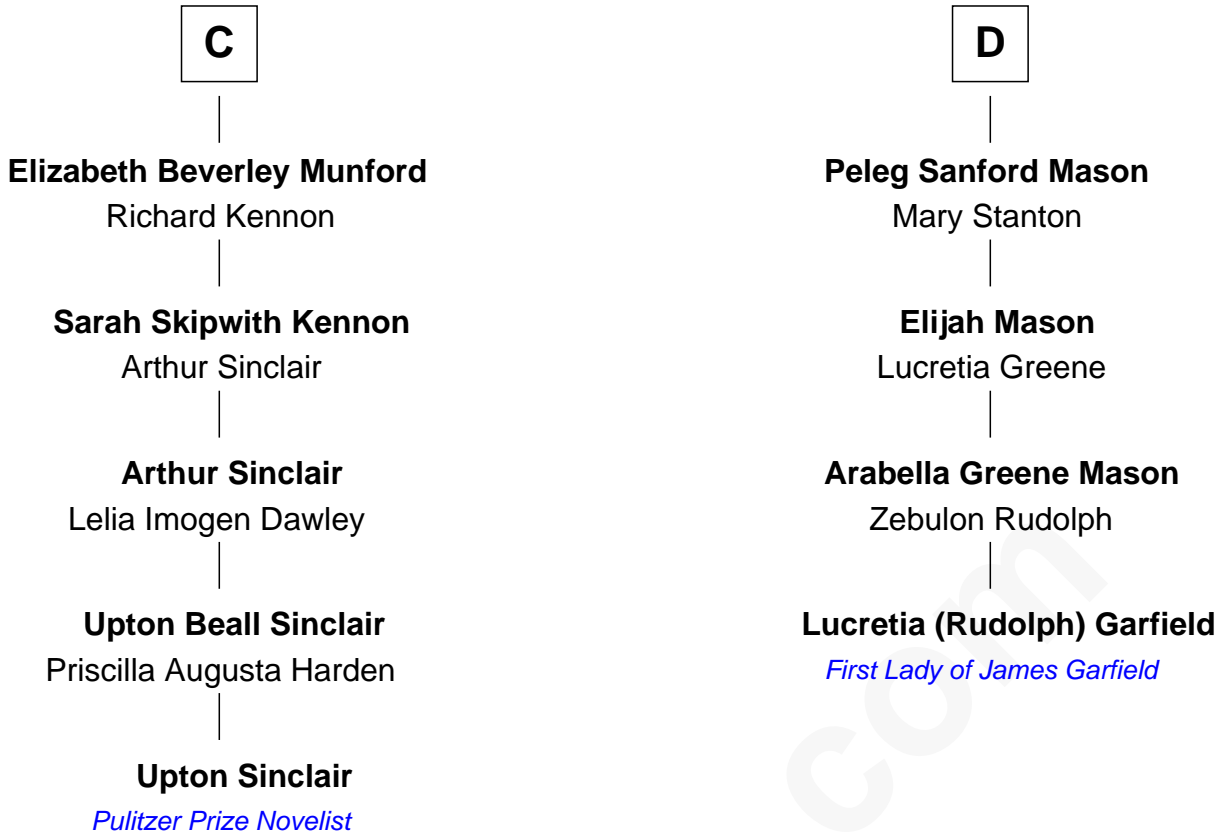 C
Elizabeth Beverley Munford
Richard Kennon
Sarah Skipwith Kennon
Arthur Sinclair
Arthur Sinclair
Lelia Imogen Dawley
Upton Beall Sinclair
Priscilla Augusta Harden
Upton Sinclair
Pulitzer Prize Novelist
D
Peleg Sanford Mason
Mary Stanton
Elijah Mason
Lucretia Greene
Arabella Greene Mason
Zebulon Rudolph
Lucretia (Rudolph) Garfield
First Lady of James Garfield
com